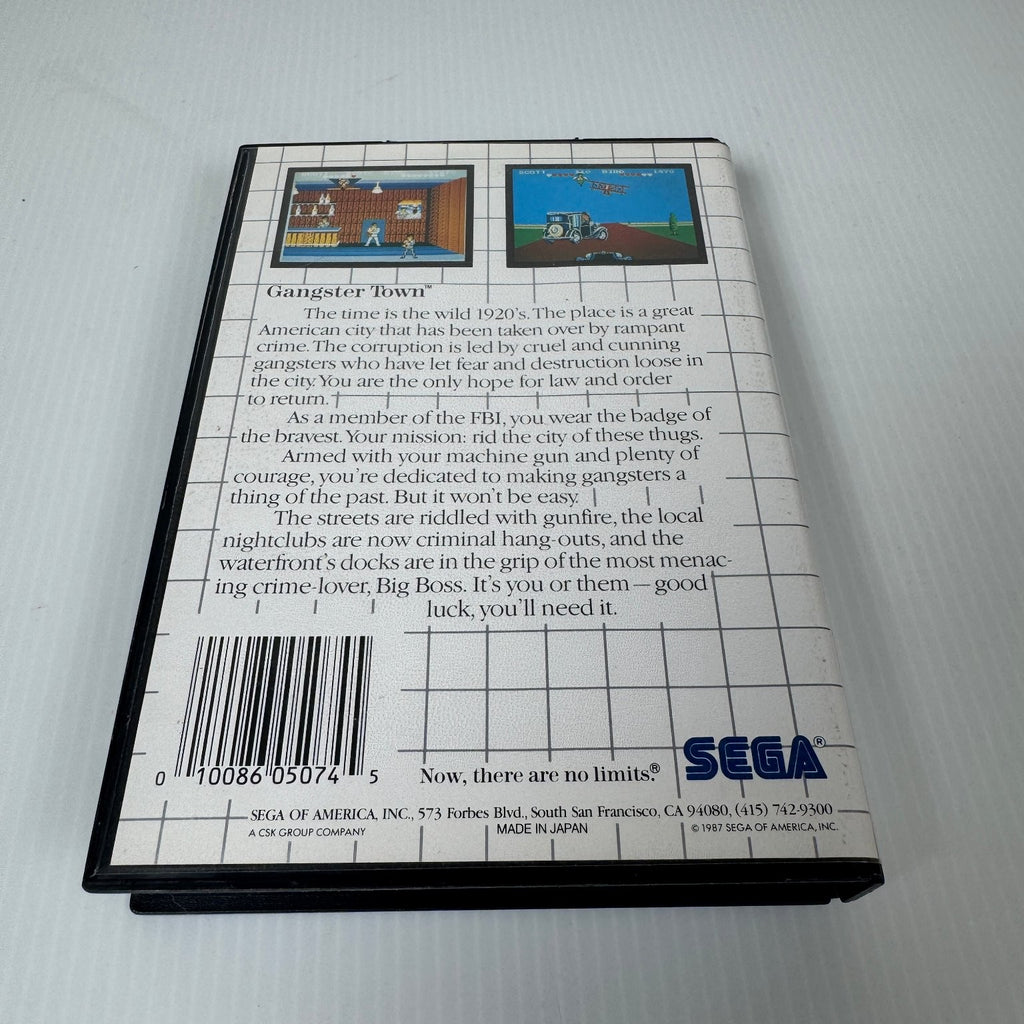 SCOTT BIRD 1470
Gangster Town™
The time is the wild 1920's. The place is a great
American city that has been taken over by rampant
crime. The corruption is led by cruel and cunning
gangsters who have let fear and destruction loose in
the city. You are the only hope for law and order
to return.
As a member of the FBI, you wear the badge of
the bravest. Your mission: rid the city of these thugs.
Armed with your machine gun and plenty of
courage, you're dedicated to making gangsters a
thing of the past. But it won't be easy.
The streets are riddled with gunfire, the local
nightclubs are now criminal hang-outs, and the
waterfront's docks are in the grip of the most menac-
ing crime-lover, Big Boss. It's you or them — good
luck, you'll need it.
0 10086 05074 5
Now, there are no limits.®
SEGA®
SEGA OF AMERICA, INC., 573 Forbes Blvd., South San Francisco, CA 94080, (415) 742-9300
A CSK GROUP COMPANY MADE IN JAPAN © 1987 SEGA OF AMERICA, INC.